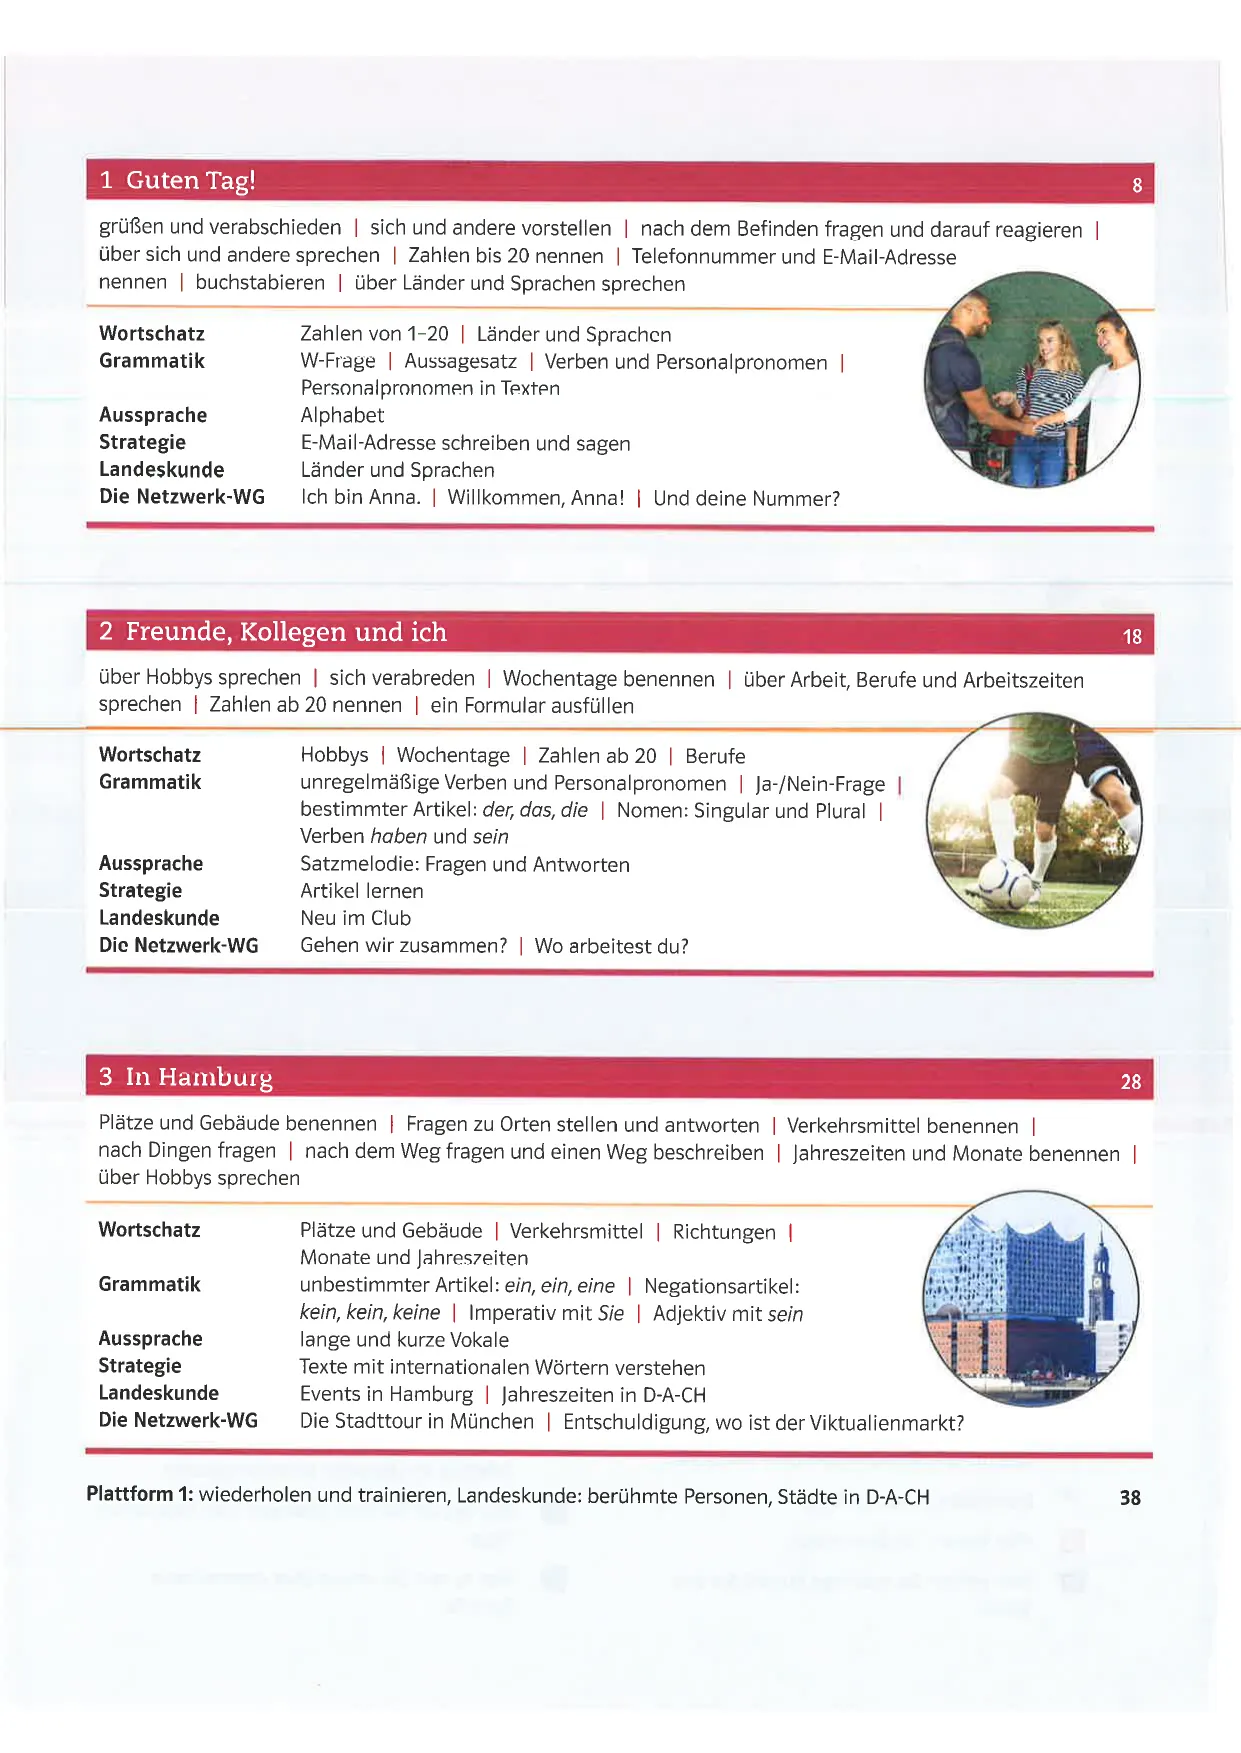 1 Guten Tag! 8
grüßen und verabschieden | sich und andere vorstellen | nach dem Befinden fragen und darauf reagieren |
über sich und andere sprechen | Zahlen bis 20 nennen | Telefonnummer und E-Mail-Adresse
nennen | buchstabieren | über Länder und Sprachen sprechen
Wortschatz Zahlen von 1–20 | Länder und Sprachen
Grammatik W-Frage | Aussagesatz | Verben und Personalpronomen |
Personalpronomen in Texten
Aussprache Alphabet
Strategie E-Mail-Adresse schreiben und sagen
Landeskunde Länder und Sprachen
Die Netzwerk-WG Ich bin Anna. | Willkommen, Anna! | Und deine Nummer?
2 Freunde, Kollegen und ich 18
über Hobbys sprechen | sich verabreden | Wochentage benennen | über Arbeit, Berufe und Arbeitszeiten
sprechen | Zahlen ab 20 nennen | ein Formular ausfüllen
Wortschatz Hobbys | Wochentage | Zahlen ab 20 | Berufe
Grammatik unregelmäßige Verben und Personalpronomen | Ja-/Nein-Frage |
bestimmter Artikel: der, das, die | Nomen: Singular und Plural |
Verben haben und sein
Aussprache Satzmelodie: Fragen und Antworten
Strategie Artikel lernen
Landeskunde Neu im Club
Die Netzwerk-WG Gehen wir zusammen? | Wo arbeitest du?
3 In Hamburg 28
Plätze und Gebäude benennen | Fragen zu Orten stellen und antworten | Verkehrsmittel benennen |
nach Dingen fragen | nach dem Weg fragen und einen Weg beschreiben | Jahreszeiten und Monate benennen |
über Hobbys sprechen
Wortschatz Plätze und Gebäude | Verkehrsmittel | Richtungen |
Monate und Jahreszeiten
Grammatik unbestimmter Artikel: ein, ein, eine | Negationsartikel:
kein, kein, keine | Imperativ mit Sie | Adjektiv mit sein
Aussprache lange und kurze Vokale
Strategie Texte mit internationalen Wörtern verstehen
Landeskunde Events in Hamburg | Jahreszeiten in D-A-CH
Die Netzwerk-WG Die Stadttour in München | Entschuldigung, wo ist der Viktualienmarkt?
Plattform 1: wiederholen und trainieren, Landeskunde: berühmte Personen, Städte in D-A-CH 38